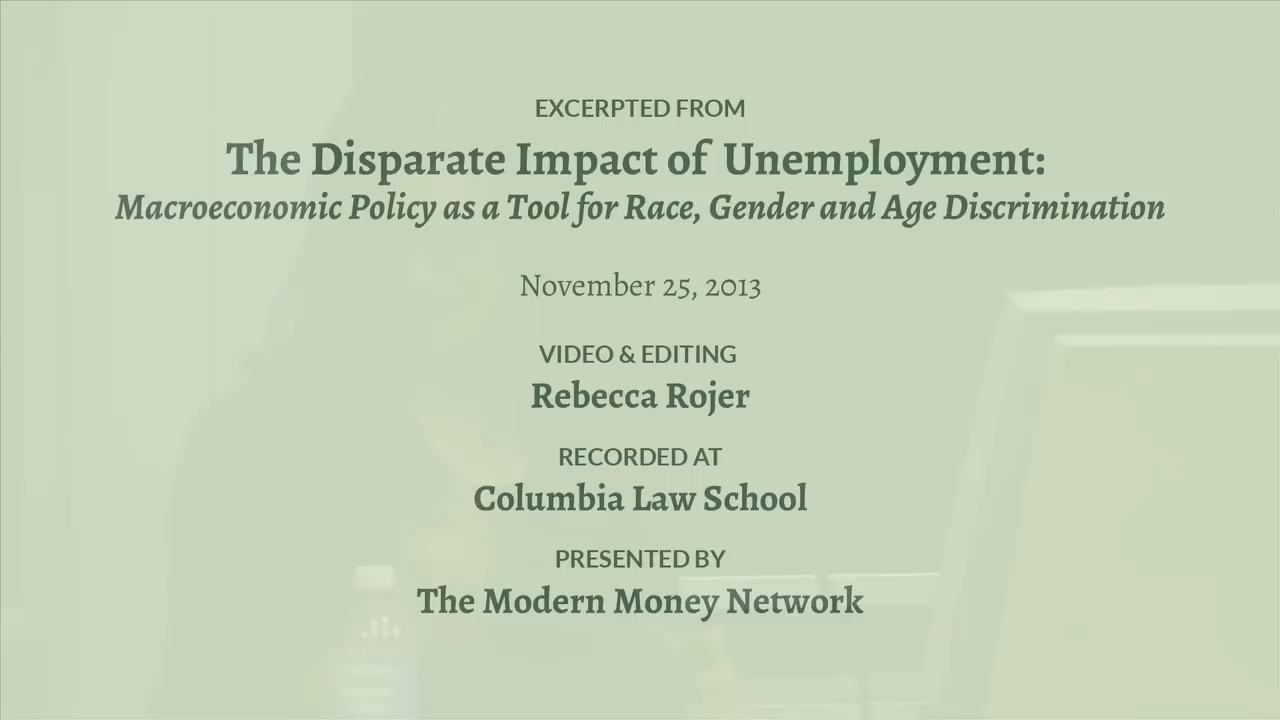 EXCERPTED FROM
The Disparate Impact of Unemployment:
Macroeconomic Policy as a Tool for Race, Gender and Age Discrimination
November 25, 2013
VIDEO & EDITING
Rebecca Rojer
RECORDED AT
Columbia Law School
PRESENTED BY
The Modern Money Network